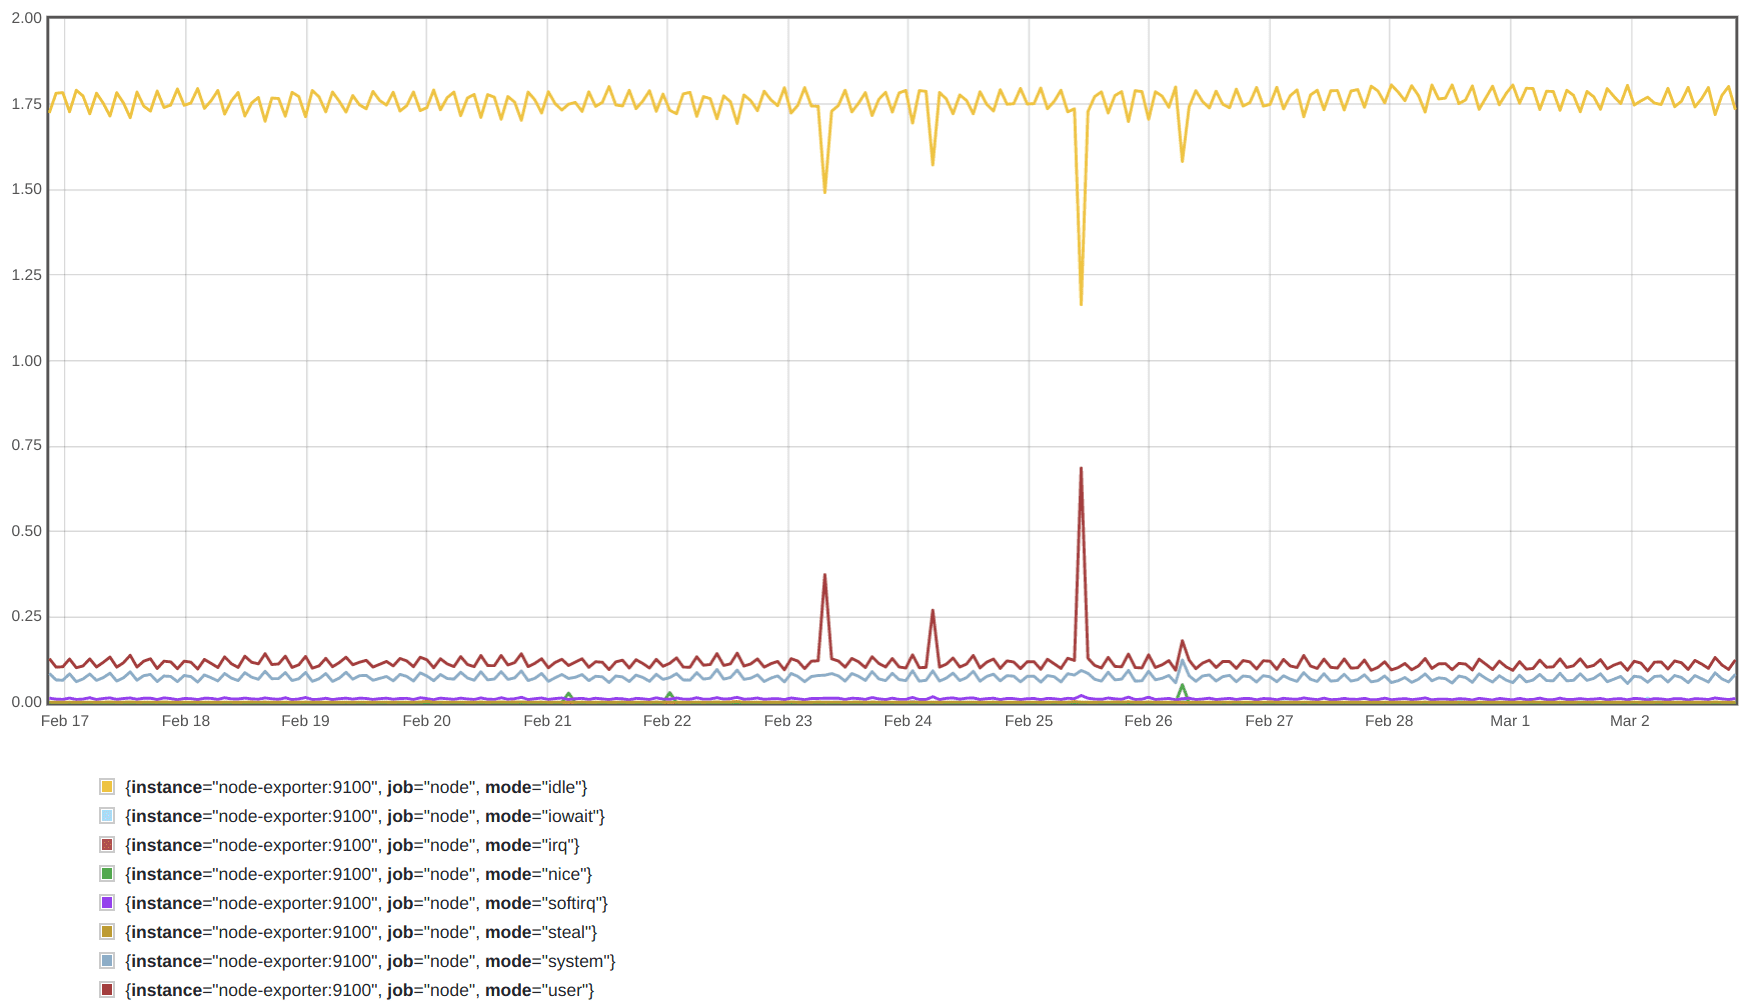 2.00
1.75
1.50
1.25
1.00
0.75
0.50
0.25
0.00
Feb 17 Feb 18 Feb 19 Feb 20 Feb 21 Feb 22 Feb 23 Feb 24 Feb 25 Feb 26 Feb 27 Feb 28 Mar 1 Mar 2
{instance="node-exporter:9100", job="node", mode="idle"}
{instance="node-exporter:9100", job="node", mode="iowait"}
{instance="node-exporter:9100", job="node", mode="irq"}
{instance="node-exporter:9100", job="node", mode="nice"}
{instance="node-exporter:9100", job="node", mode="softirq"}
{instance="node-exporter:9100", job="node", mode="steal"}
{instance="node-exporter:9100", job="node", mode="system"}
{instance="node-exporter:9100", job="node", mode="user"}